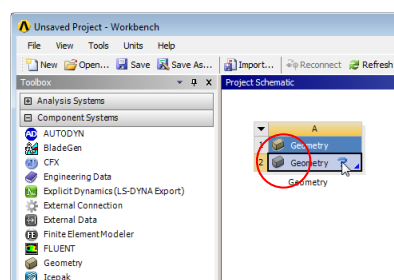 Unsaved Project - Workbench
File View Tools Units Help
New Open... Save Save As... Import... Reconnect Refresh
Toolbox X Project Schematic
Analysis Systems
Component Systems
A
AUTODYN
BladeGen
1 Geometry
CFX
2 Geometry
Engineering Data
Geometry
Explicit Dynamics (LS-DYNA Export)
External Connection
External Data
Finite Element Modeler
FLUENT
Geometry
Icepak